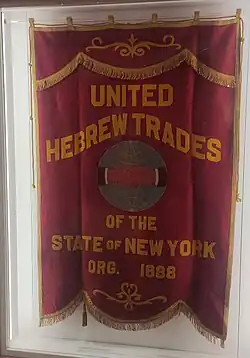 UNITED
HEBREW TRADES
OF THE
STATE OF NEW YORK
ORG. 1888